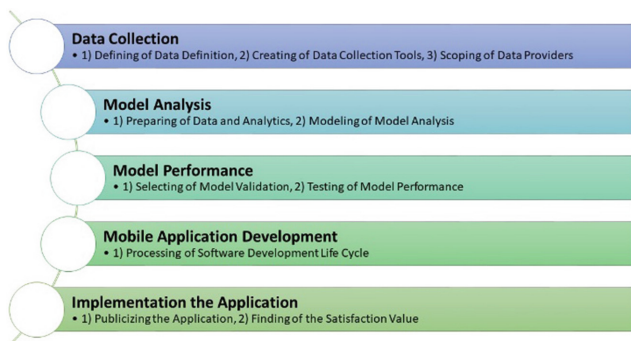 Data Collection
• 1) Defining of Data Definition, 2) Creating of Data Collection Tools, 3) Scoping of Data Providers
Model Analysis
• 1) Preparing of Data and Analytics, 2) Modeling of Model Analysis
Model Performance
• 1) Selecting of Model Validation, 2) Testing of Model Performance
Mobile Application Development
• 1) Processing of Software Development Life Cycle
Implementation the Application
• 1) Publicizing the Application, 2) Finding of the Satisfaction Value